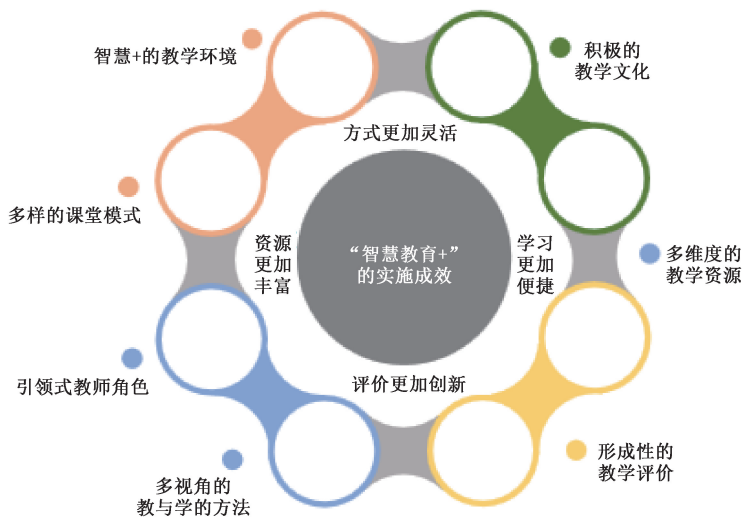 智慧+的教学环境
积极的
教学文化
方式更加灵活
多样的课堂模式
资源
更加
丰富
“智慧教育+”
的实施成效
学习
更加
便捷
多维度的
教学资源
引领式教师角色
评价更加创新
形成性的
教学评价
多视角的
教与学的方法